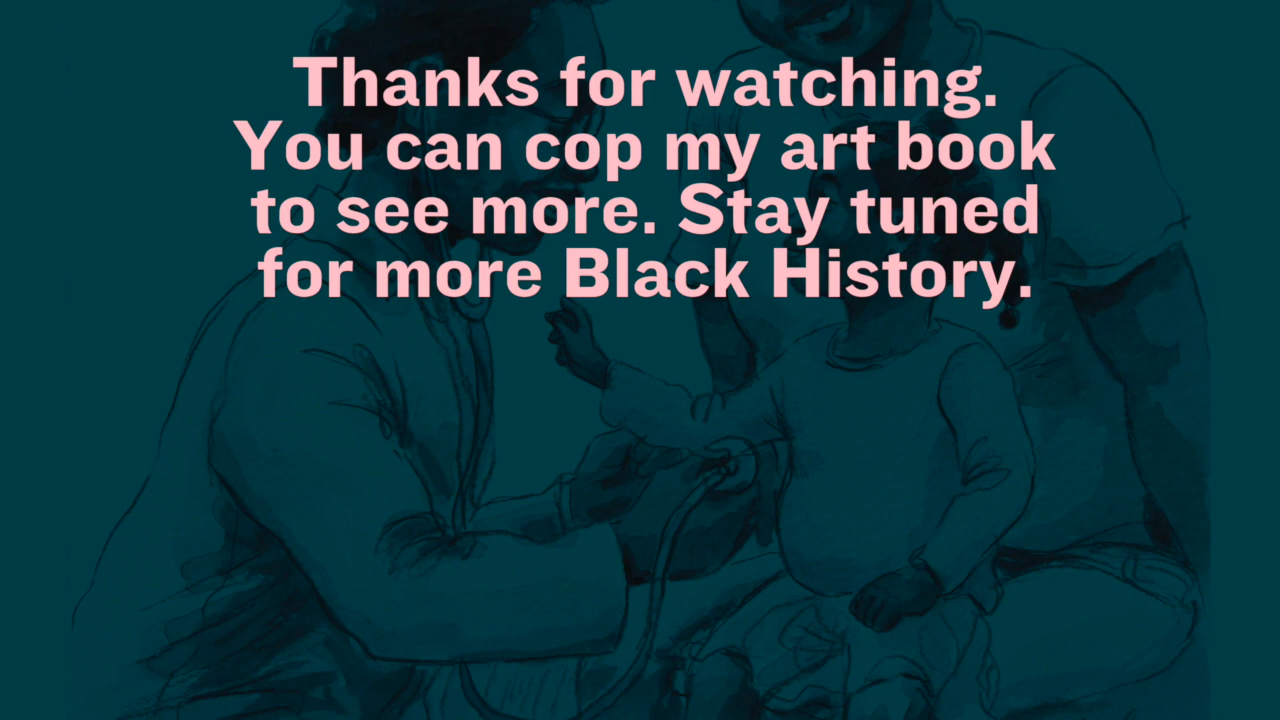 Thanks for watching.
You can cop my art book
to see more. Stay tuned
for more Black History.